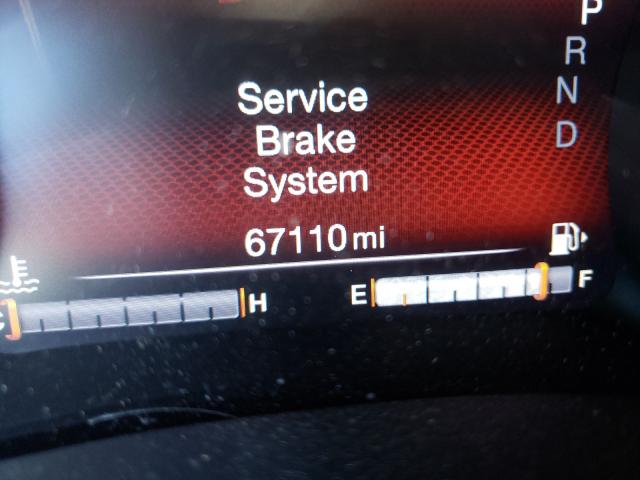 P
R
Service
N
Brake
D
System
67110 mi
C H E F